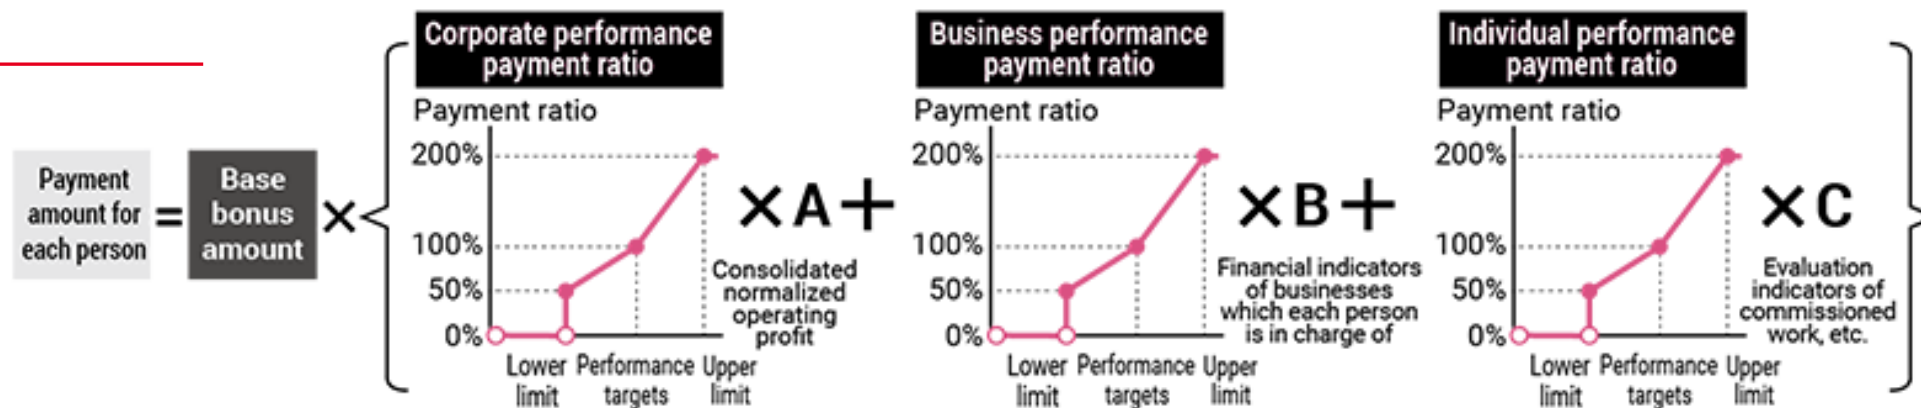 Payment
amount for
each person
=
Base
bonus
amount
×
Corporate performance
payment ratio
Payment ratio
200%
100%
50%
0%
Lower
limit
Performance
targets
Upper
limit
×A+
Consolidated
normalized
operating
profit
Business performance
payment ratio
Payment ratio
200%
100%
50%
0%
Lower
limit
Performance
targets
Upper
limit
×B+
Financial indicators
of businesses
which each person
is in charge of
Individual performance
payment ratio
Payment ratio
200%
100%
50%
0%
Lower
limit
Performance
targets
Upper
limit
×C
Evaluation
indicators of
commissioned
work, etc.